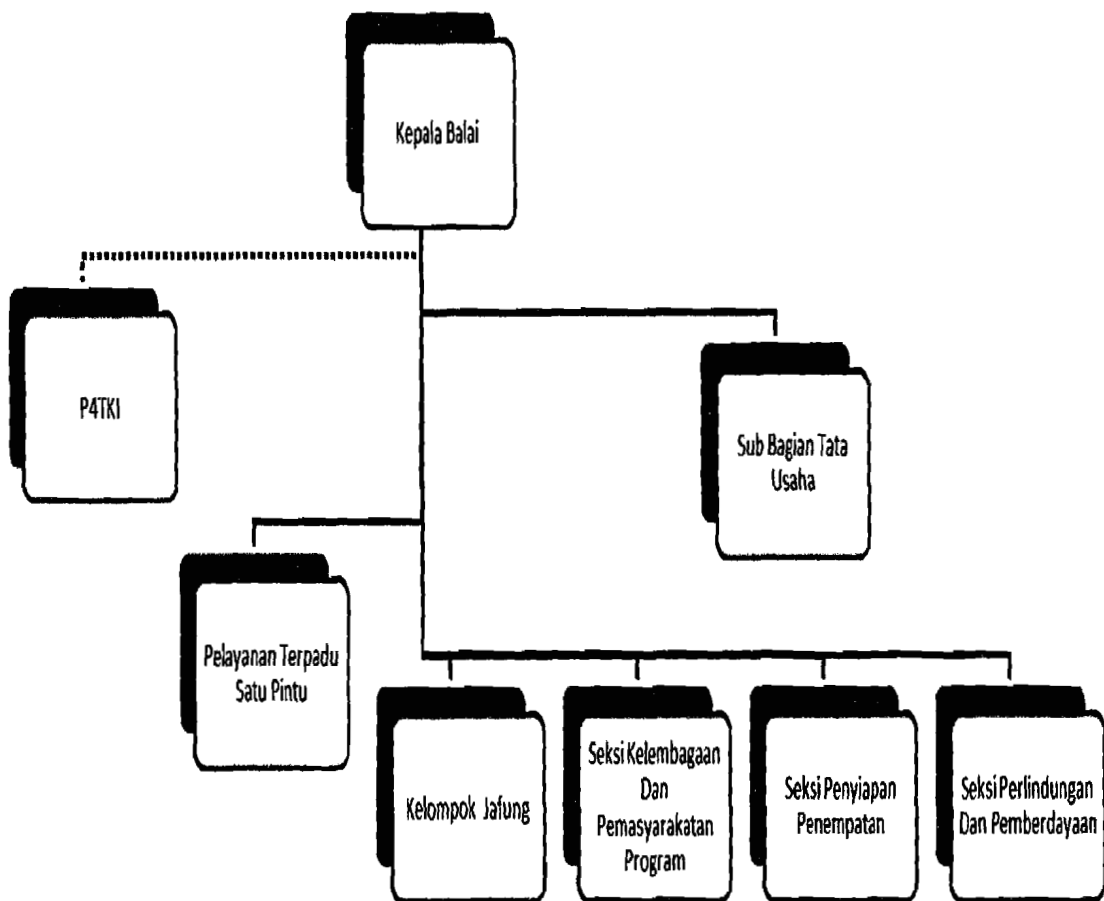 Kepala Balai
P4TKI
Sub Bagian Tata
Usaha
Pelayanan Terpadu
Satu Pintu
Kelompok Jafung
Seksi Kelembagaan
Dan
Pemasyarakatan
Program
Seksi Penyiapan
Penempatan
Seksi Perlindungan
Dan Pemberdayaan